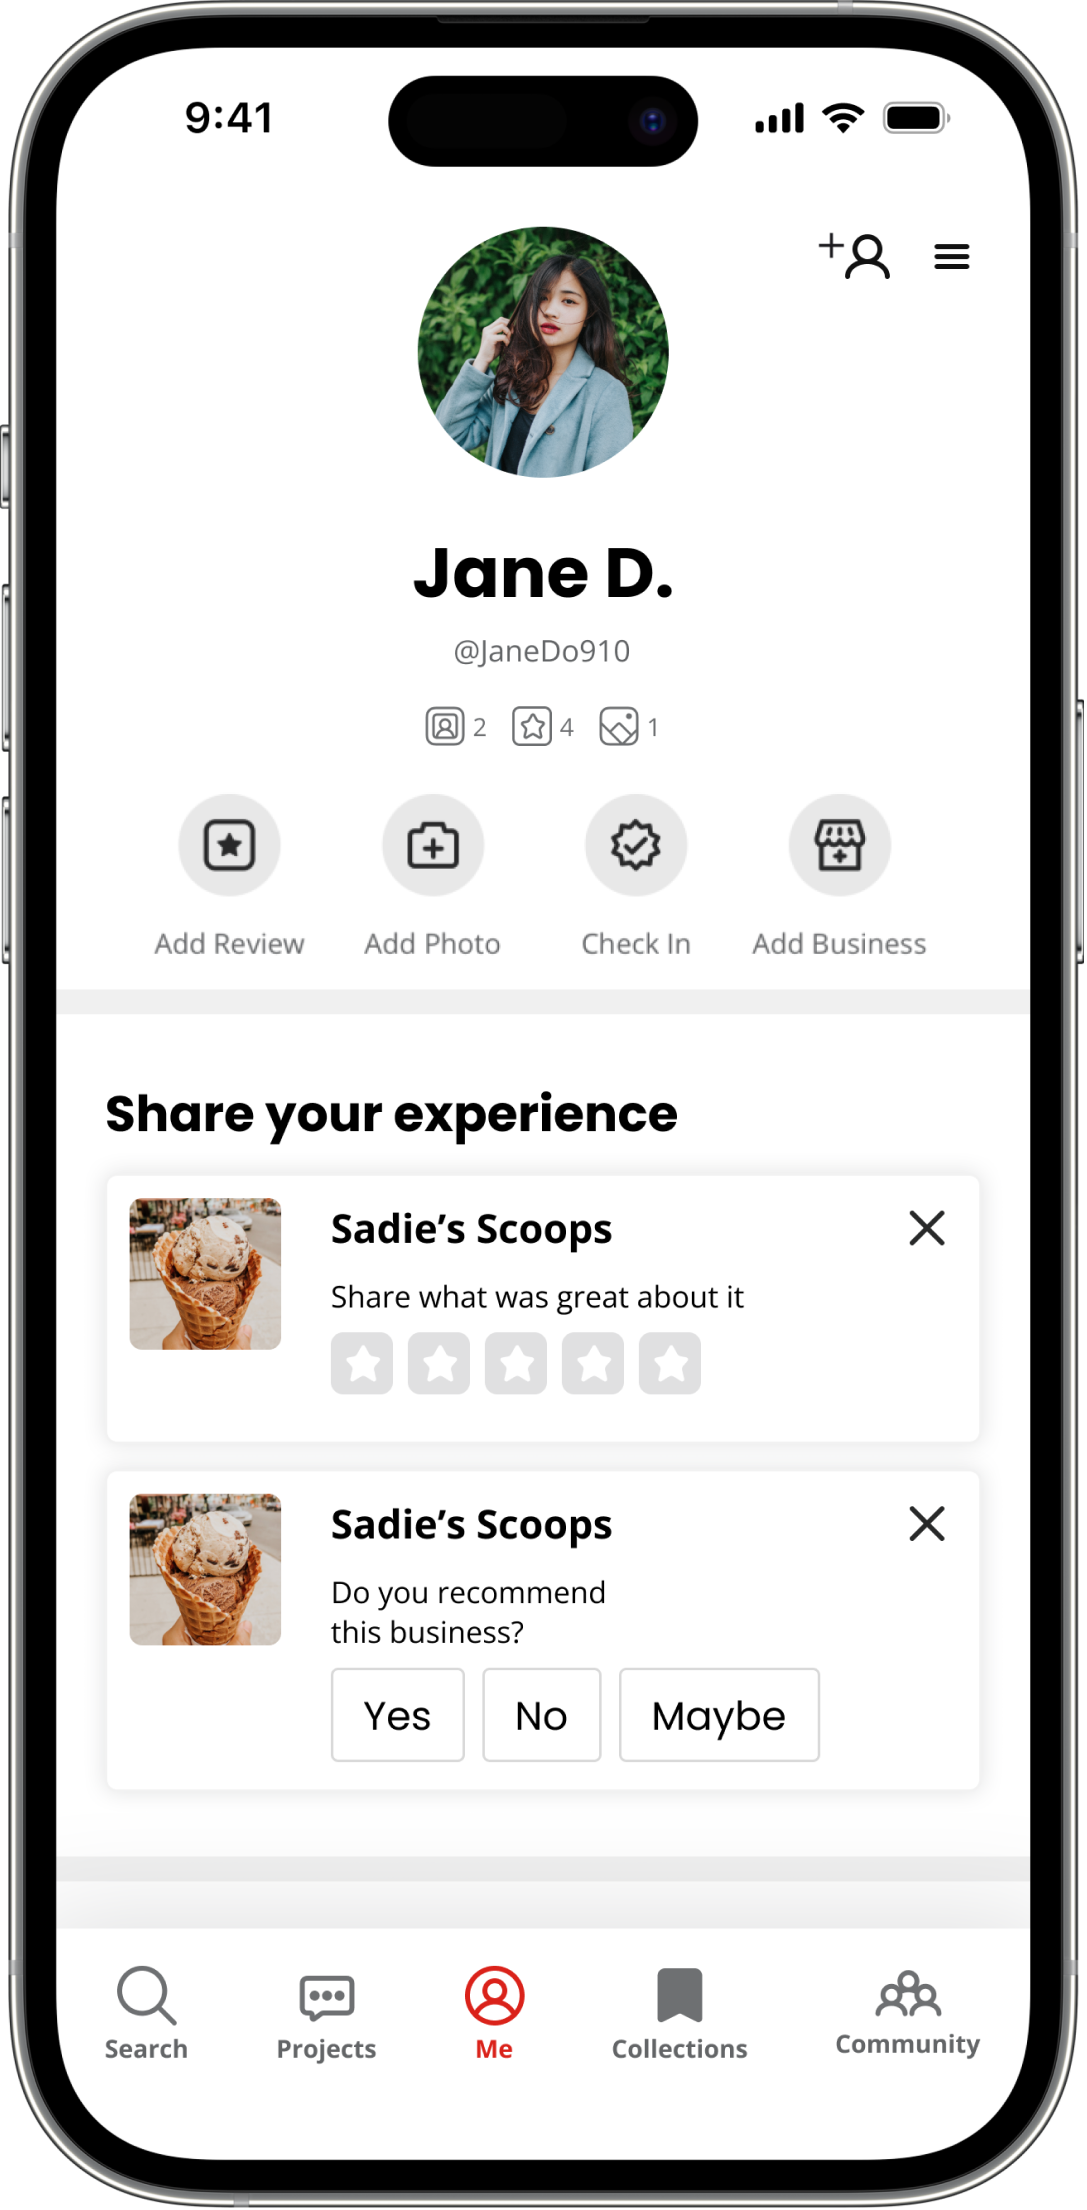 9:41
Jane D.
@JaneDo910
2 4 1
Add Review Add Photo Check In Add Business
Share your experience
Sadie’s Scoops
Share what was great about it
Sadie’s Scoops
Do you recommend
this business?
Yes No Maybe
Search Projects Me Collections Community